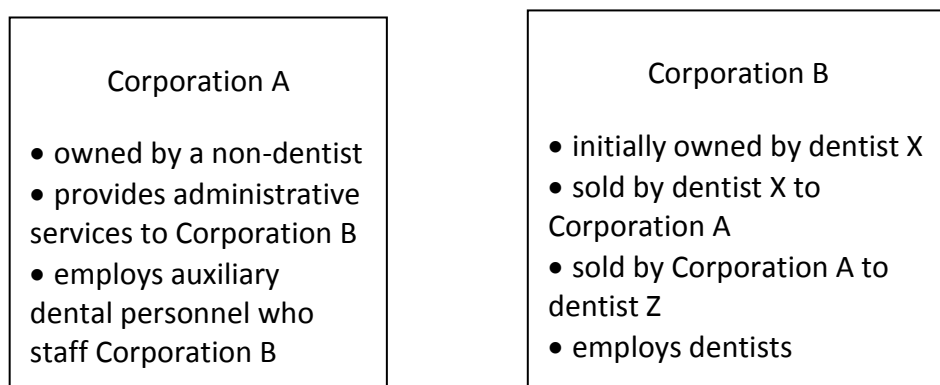 Corporation A
• owned by a non-dentist
• provides administrative
services to Corporation B
• employs auxiliary
dental personnel who
staff Corporation B
Corporation B
• initially owned by dentist X
• sold by dentist X to
Corporation A
• sold by Corporation A to
dentist Z
• employs dentists